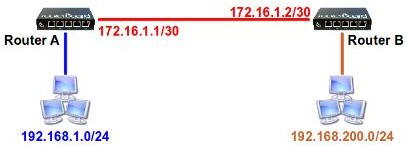 172.16.1.2/30
Router A
172.16.1.1/30
Router B
192.168.1.0/24
192.168.200.0/24